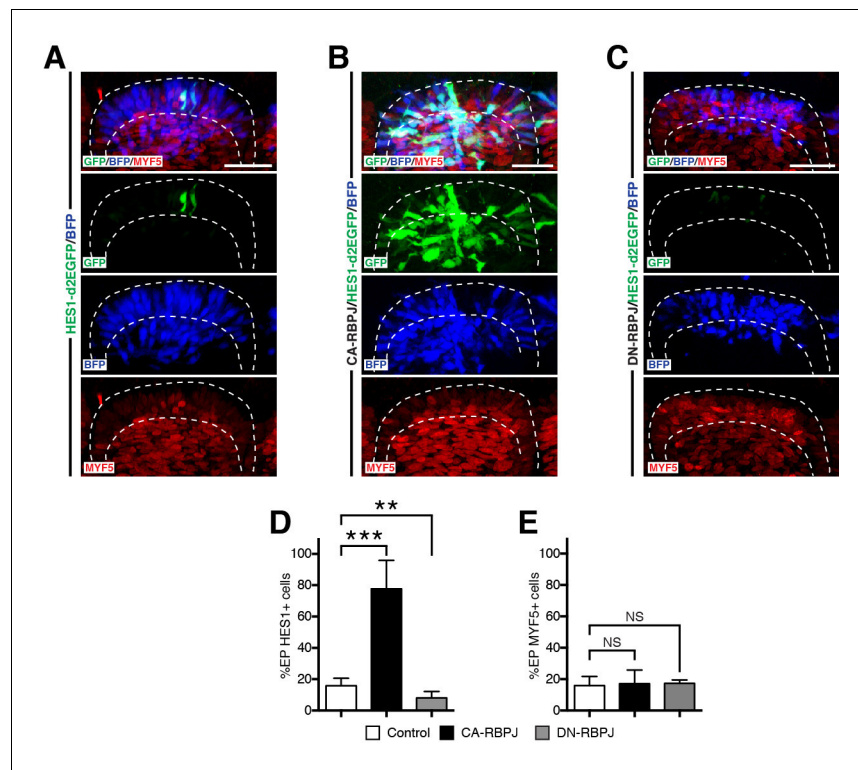 A
B
C
HES1-d2EGFP/BFP
GFP/BFP/MYF5
GFP
BFP
MYF5
CA-RBPJ/HES1-d2EGFP/BFP
GFP/BFP/MYF5
GFP
BFP
MYF5
DN-RBPJ/HES1-d2EGFP/BFP
GFP/BFP/MYF5
GFP
BFP
MYF5
D
**
***
%EP HES1+ cells
100
80
60
40
20
0
E
NS
NS
%EP MYF5+ cells
100
80
60
40
20
0
Control CA-RBPJ DN-RBPJ